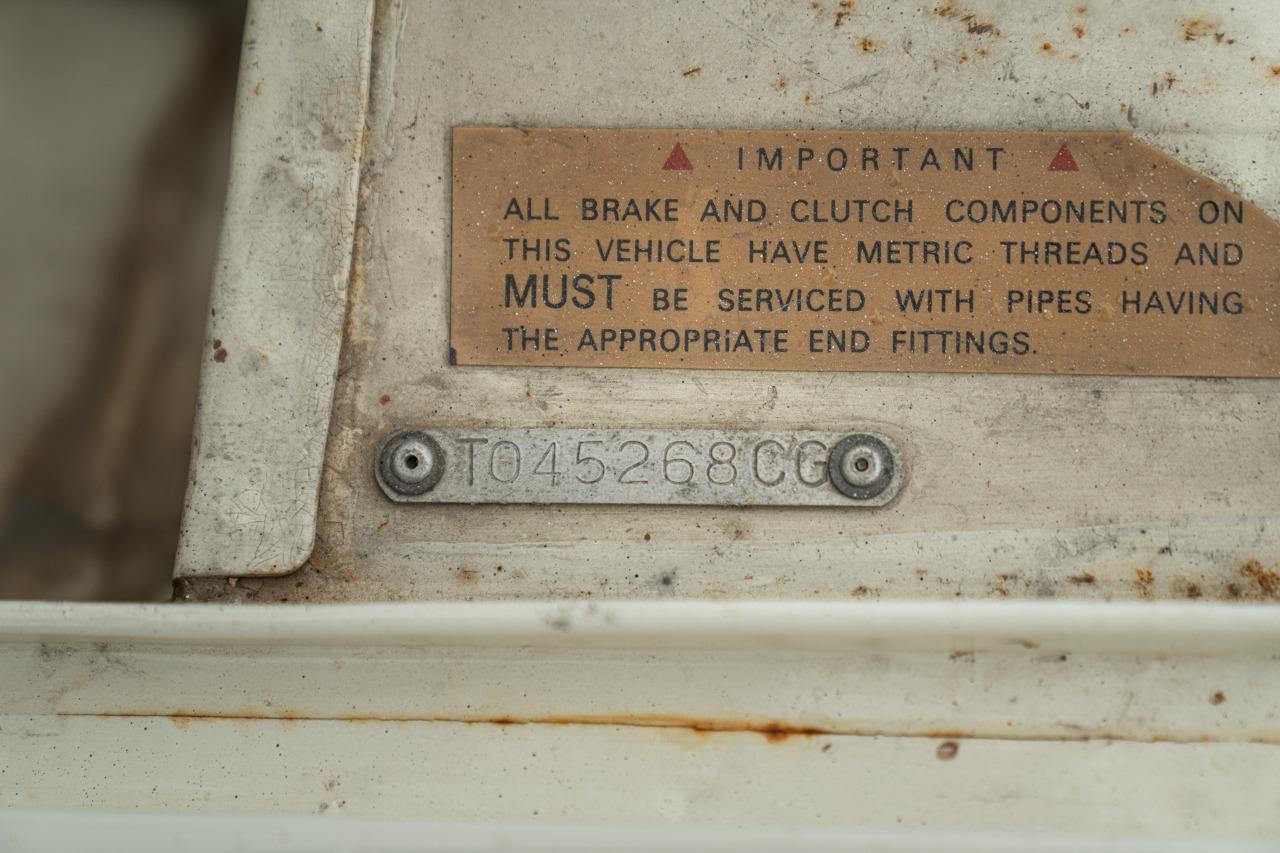 IMPORTANT
ALL BRAKE AND CLUTCH COMPONENTS ON
THIS VEHICLE HAVE METRIC THREADS AND
MUST BE SERVICED WITH PIPES HAVING
THE APPROPRIATE END FITTINGS.
T045268CG